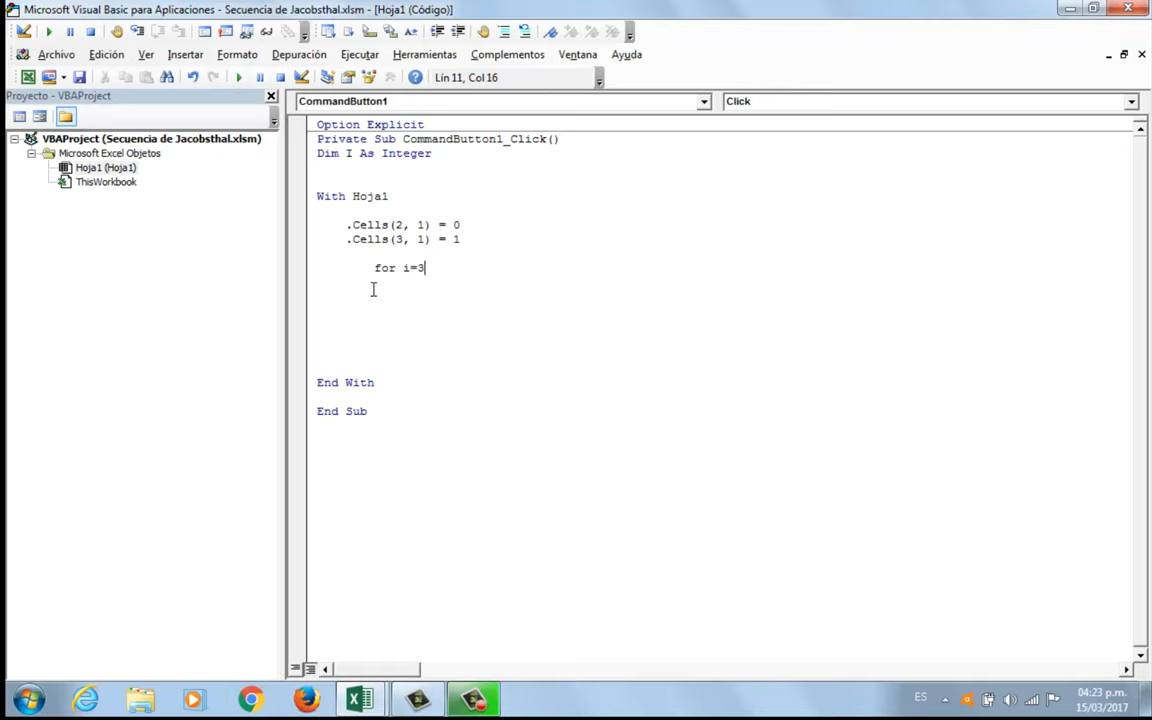 Microsoft Visual Basic para Aplicaciones - Secuencia de Jacobsthal.xlsm - [Hoja1 (Código)]
Archivo Edición Ver Insertar Formato Depuración Ejecutar Herramientas Complementos Ventana Ayuda
Lín 11, Col 16
Proyecto - VBAProject
CommandButton1 Click
VBAProject (Secuencia de Jacobsthal.xlsm)
Microsoft Excel Objetos
Hoja1 (Hoja1)
ThisWorkbook
Option Explicit
Private Sub CommandButton1_Click()
Dim I As Integer
With Hoja1
.Cells(2, 1) = 0
.Cells(3, 1) = 1
for i=3
End With
End Sub
ES
04:23 p.m.
15/03/2017